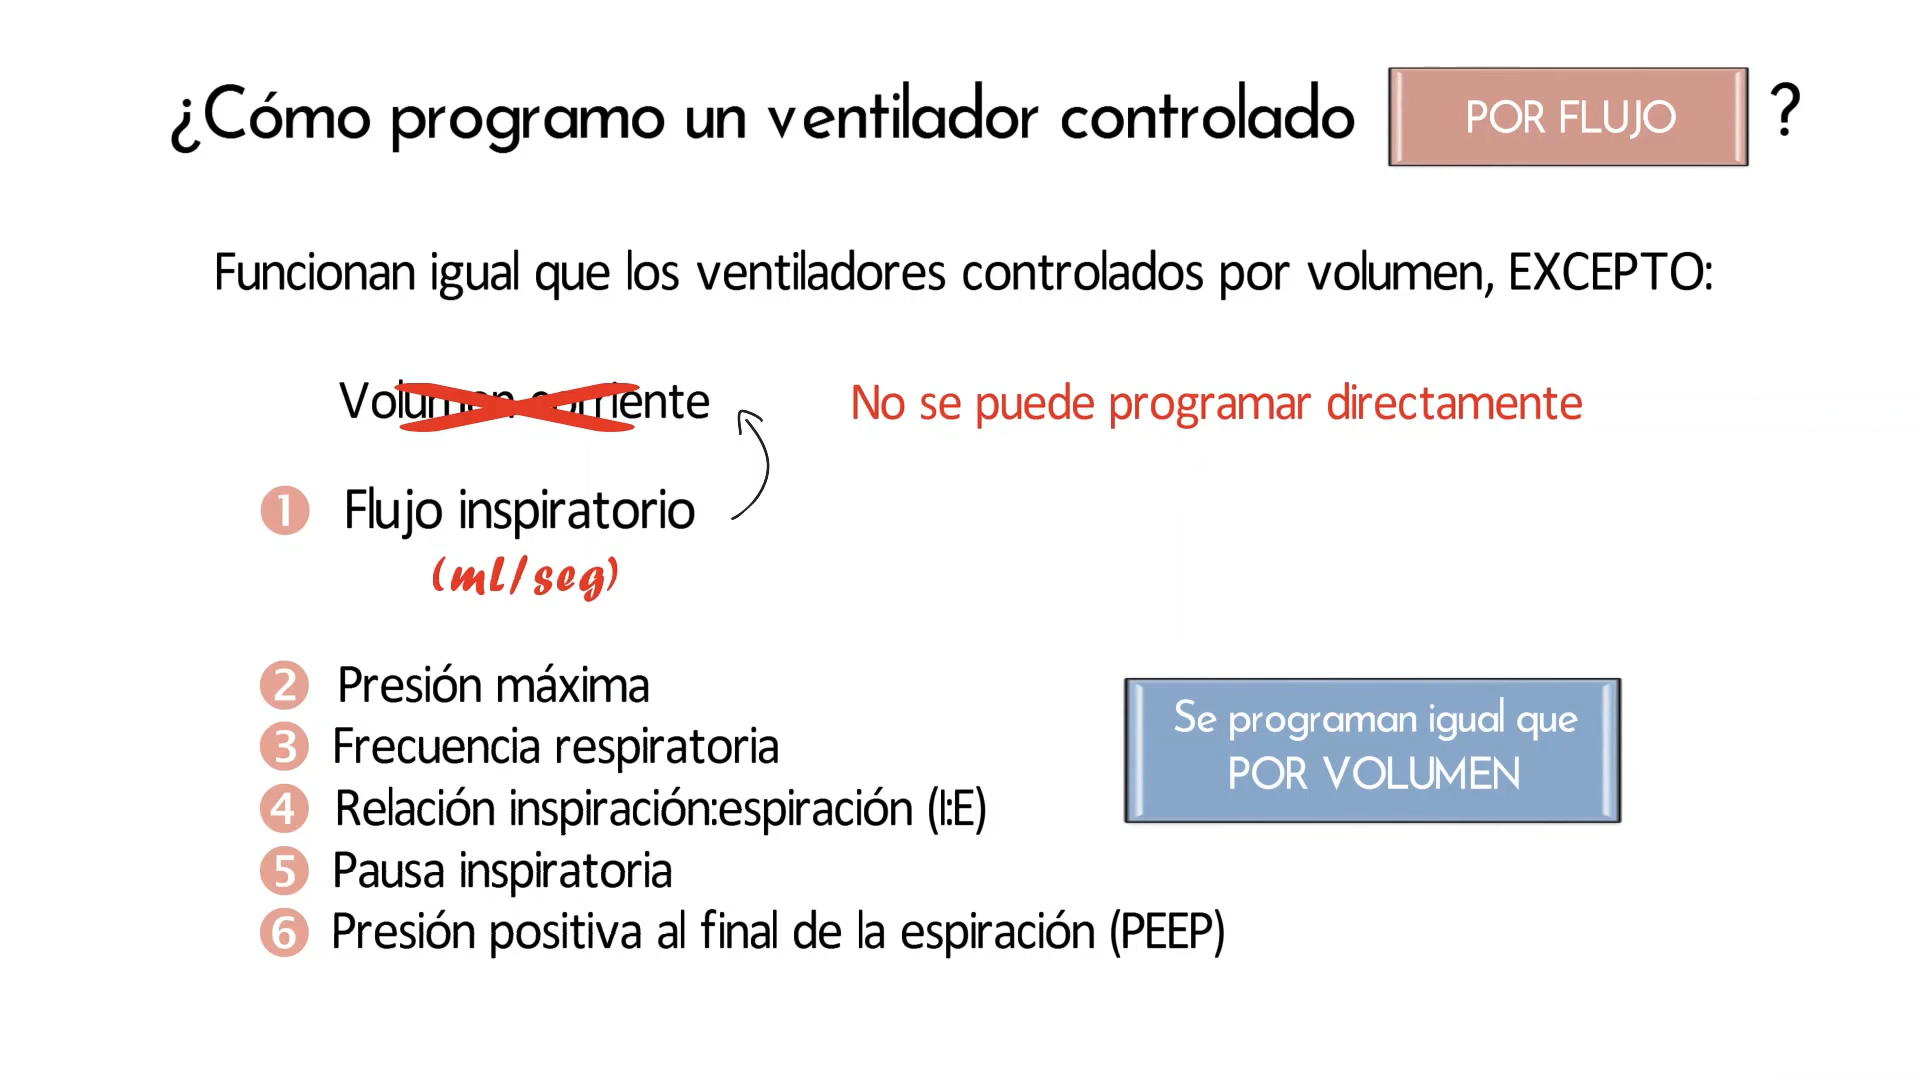 ¿Cómo programo un ventilador controlado POR FLUJO ?
Funcionan igual que los ventiladores controlados por volumen, EXCEPTO:
Volumen corriente No se puede programar directamente
1 Flujo inspiratorio
(ml/seg)
2 Presión máxima
3 Frecuencia respiratoria
4 Relación inspiración:espiración (I:E)
5 Pausa inspiratoria
6 Presión positiva al final de la espiración (PEEP)
Se programan igual que
POR VOLUMEN